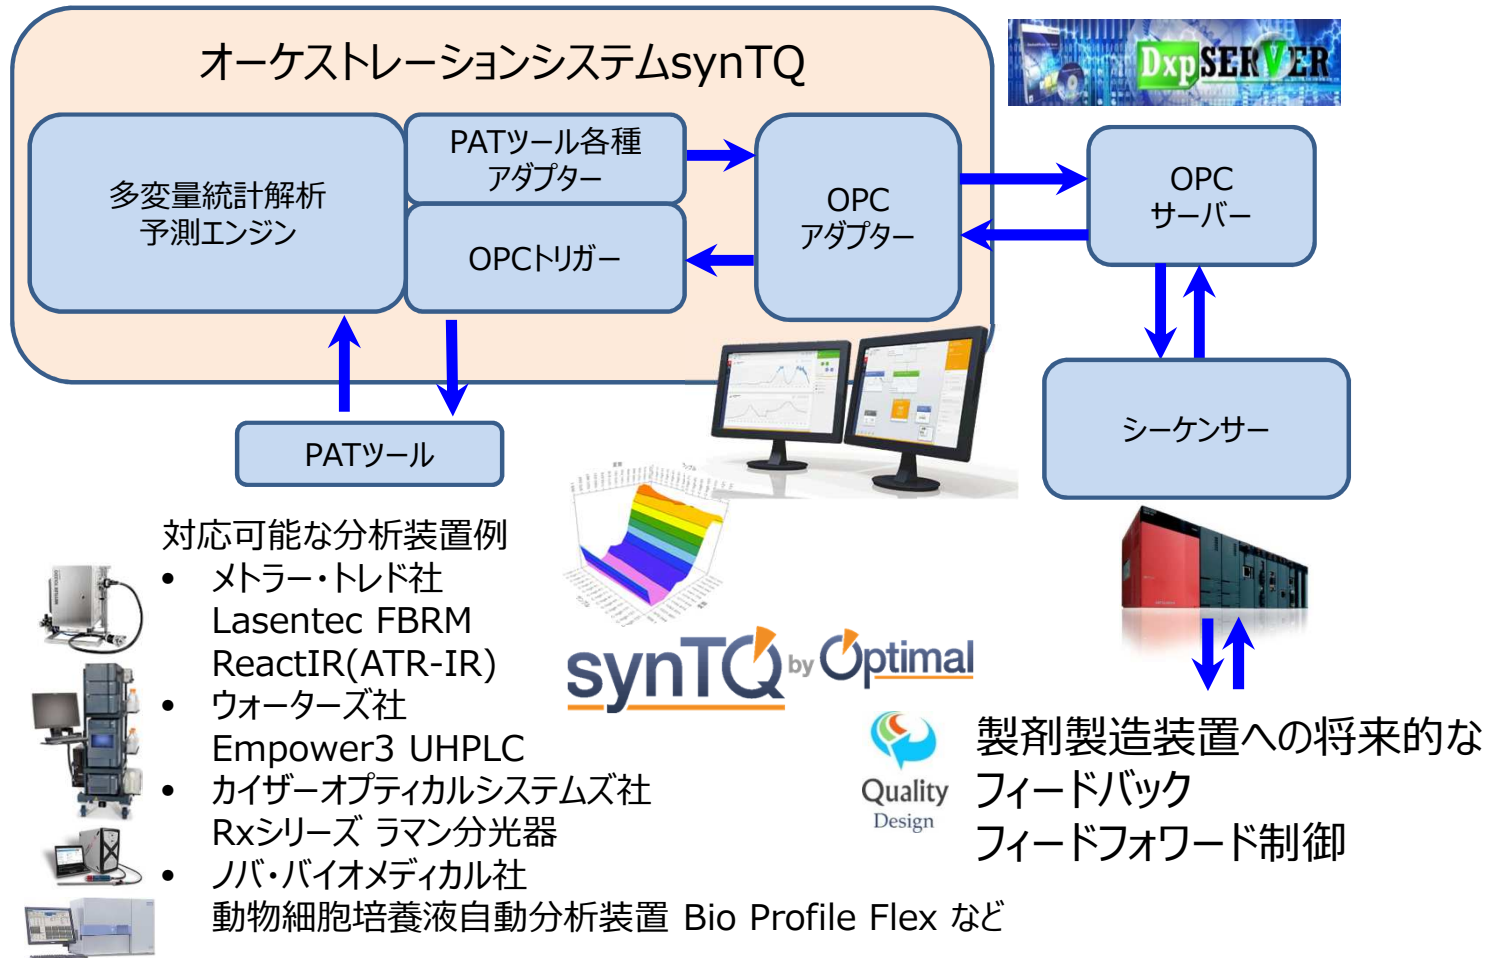 オーケストレーションシステムsynTQ
DxpSERVER
多変量統計解析
予測エンジン
PATツール各種
アダプター
OPCトリガー
OPC
アダプター
OPC
サーバー
シーケンサー
PATツール
対応可能な分析装置例
• メトラー・トレド社
Lasentec FBRM
ReactIR(ATR-IR)
• ウォーターズ社
Empower3 UHPLC
• カイザーオプティカルシステムズ社
Rxシリーズ ラマン分光器
• ノバ・バイオメディカル社
動物細胞培養液自動分析装置 Bio Profile Flex など
synTQ by Optimal
Quality
Design
製剤製造装置への将来的な
フィードバック
フィードフォワード制御